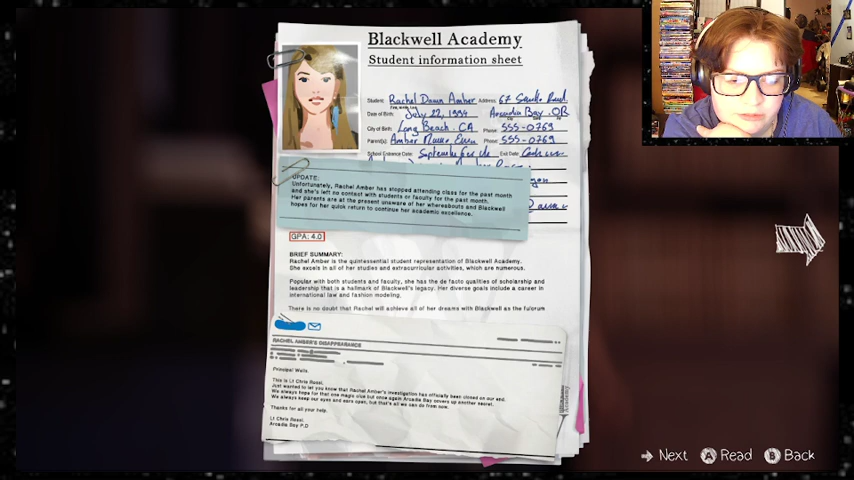 Blackwell Academy
Student information sheet
Student: Rachel Dawn Amber Address: 67
Date of Birth: July 22, 1994 Arcadia Bay, OR
City of Birth: Long Beach, CA Phone: 555-0769
Parent(s): Amber Phone: 555-0769
School Entrance Date: Exit Date:
UPDATE:
Unfortunately, Rachel Amber has stopped attending class for the past month
and she's left no contact with students or faculty for the past month.
Her parents are at the present unaware of her whereabouts and Blackwell
hopes for her quick return to continue her academic excellence.
GPA: 4.0
BRIEF SUMMARY:
Rachel Amber is the quintessential student representation of Blackwell Academy.
She excels in all of her studies and extracurricular activities, which are numerous.
Popular with both students and faculty, she has the de facto qualities of scholarship and
leadership that is a hallmark of Blackwell's legacy. Her diverse goals include a career in
international law and fashion modeling.
There is no doubt that Rachel will achieve all of her dreams with Blackwell as the fulcrum
RACHEL AMBER'S DISAPPEARANCE
Principal Wells,
This is Lt Chris Rossi.
Just wanted to let you know that Rachel Amber's investigation has officially been closed on our end.
We always hope for that one magic clue but once again Arcadia Bay covers up another secret.
We always keep our eyes and ears open, but that's all we can do from now.
Thanks for all your help.
Lt Chris Rossi.
Arcadia Bay P.D
Next A Read B Back